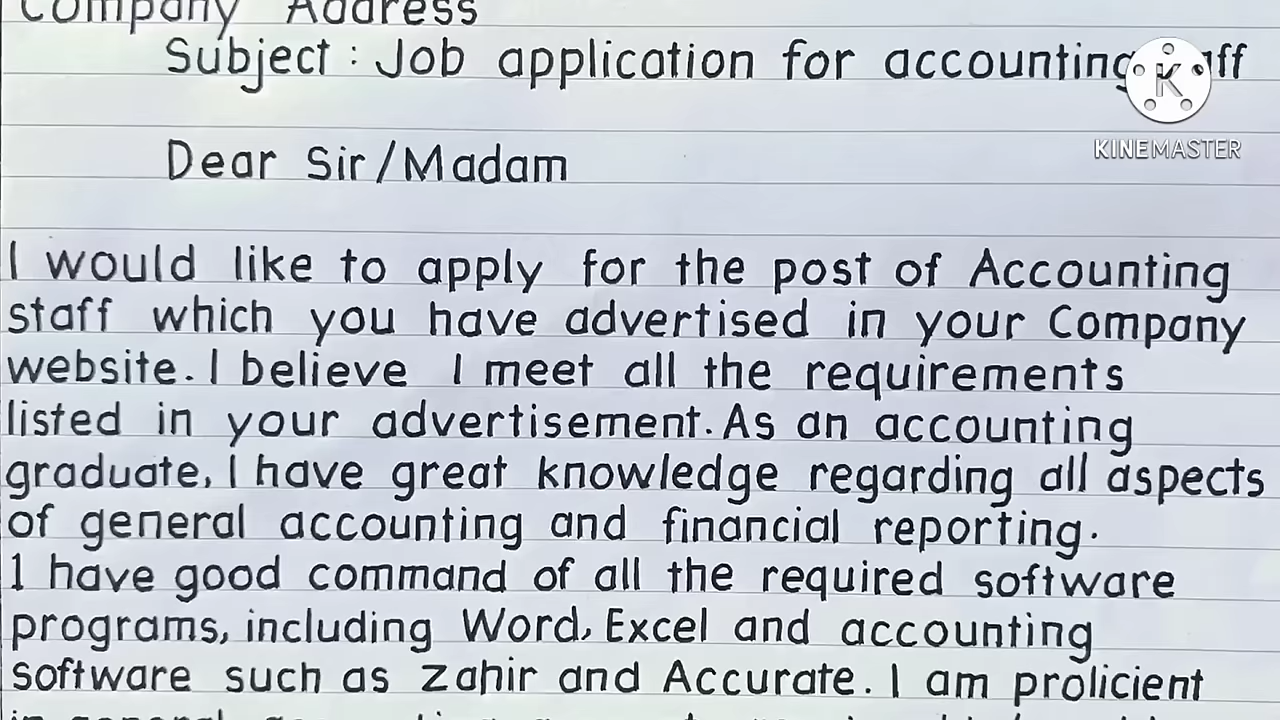 Company Address
Subject : Job application for accounting
KINEMASTER
Dear Sir/Madam
I would like to apply for the post of Accounting
staff which you have advertised in your Company
website. I believe I meet all the requirements
listed in your advertisement. As an accounting
graduate, I have great knowledge regarding all aspects
of general accounting and financial reporting.
I have good command of all the required software
programs, including Word, Excel and accounting
software such as zahir and Accurate. I am prolicient
in general